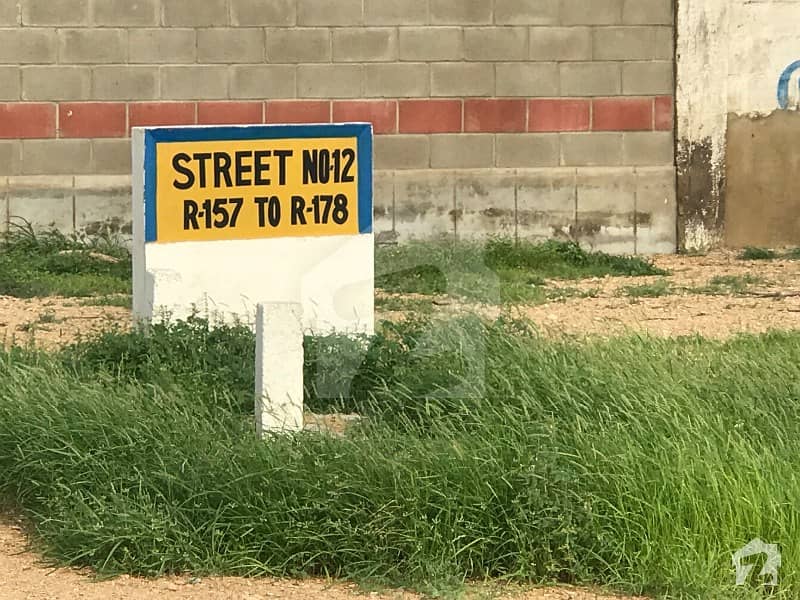 STREET NO-12
R-157 TO R-178